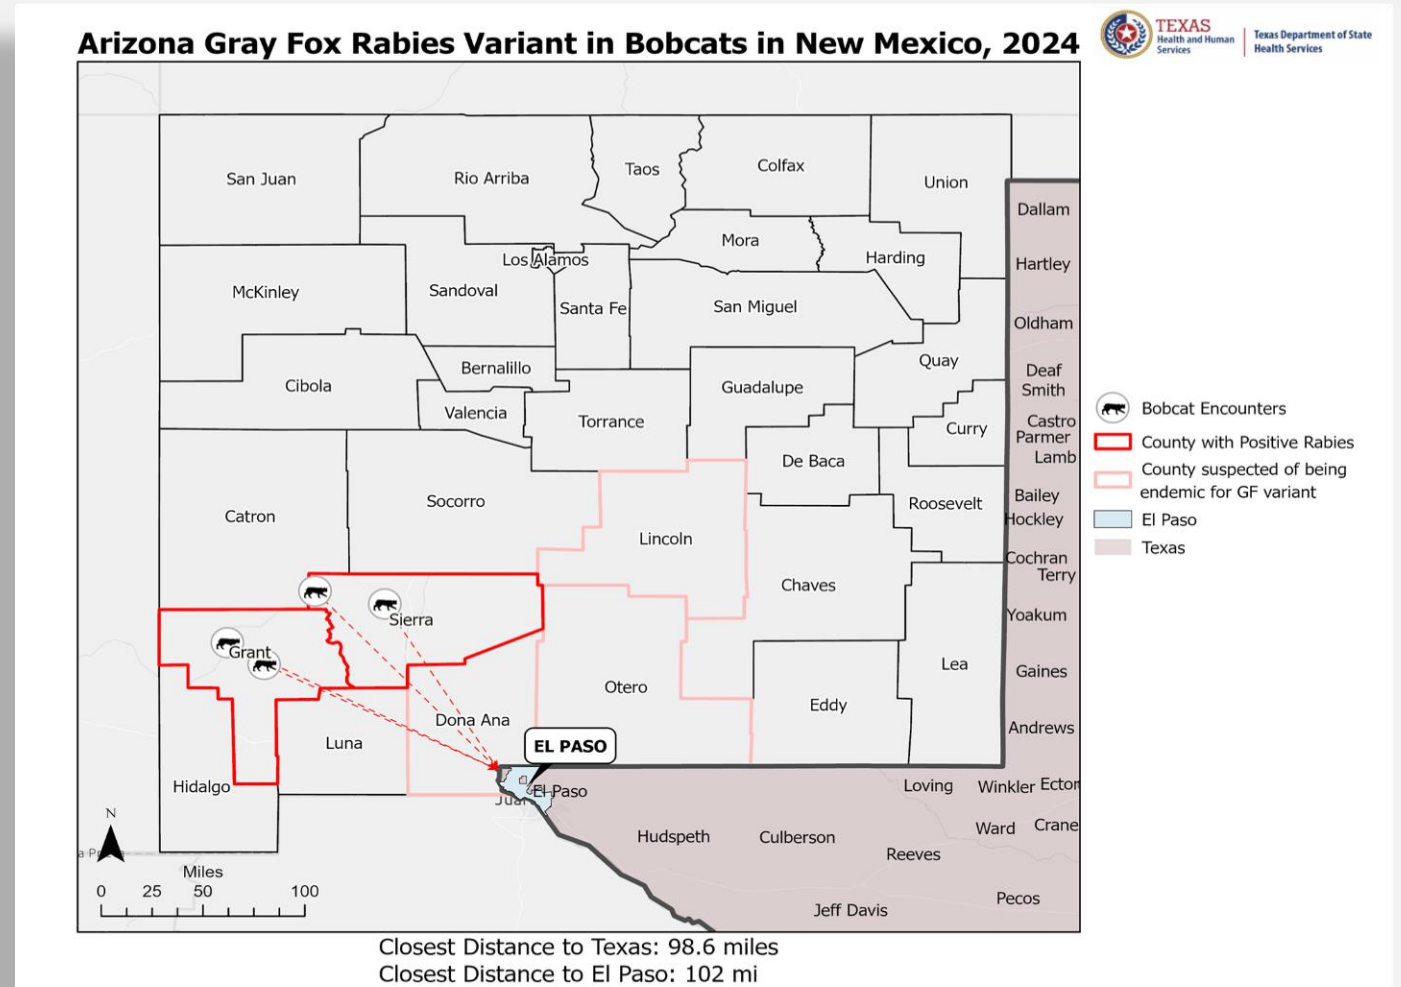 Arizona Gray Fox Rabies Variant in Bobcats in New Mexico, 2024
TEXAS
Health and Human
Services
Texas Department of State
Health Services
San Juan
Rio Arriba
Taos
Colfax
Union
Dallam
Mora
Harding
Hartley
Los Alamos
McKinley
Sandoval
Santa Fe
San Miguel
Oldham
Bernalillo
Quay
Cibola
Guadalupe
Deaf
Smith
Valencia
Torrance
Curry
Castro
Parmer
Lamb
De Baca
Bailey
Socorro
Roosevelt
Catron
Hockley
Lincoln
Cochran
Terry
Chaves
Sierra
Yoakum
Grant
Lea
Gaines
Otero
Eddy
Dona Ana
Andrews
Luna
EL PASO
Hidalgo
El Paso
Loving
Winkler
Ector
Hudspeth
Culberson
Ward
Crane
Reeves
Pecos
Jeff Davis
N
Miles
0 25 50 100
Bobcat Encounters
County with Positive Rabies
County suspected of being
endemic for GF variant
El Paso
Texas
Closest Distance to Texas: 98.6 miles
Closest Distance to El Paso: 102 mi